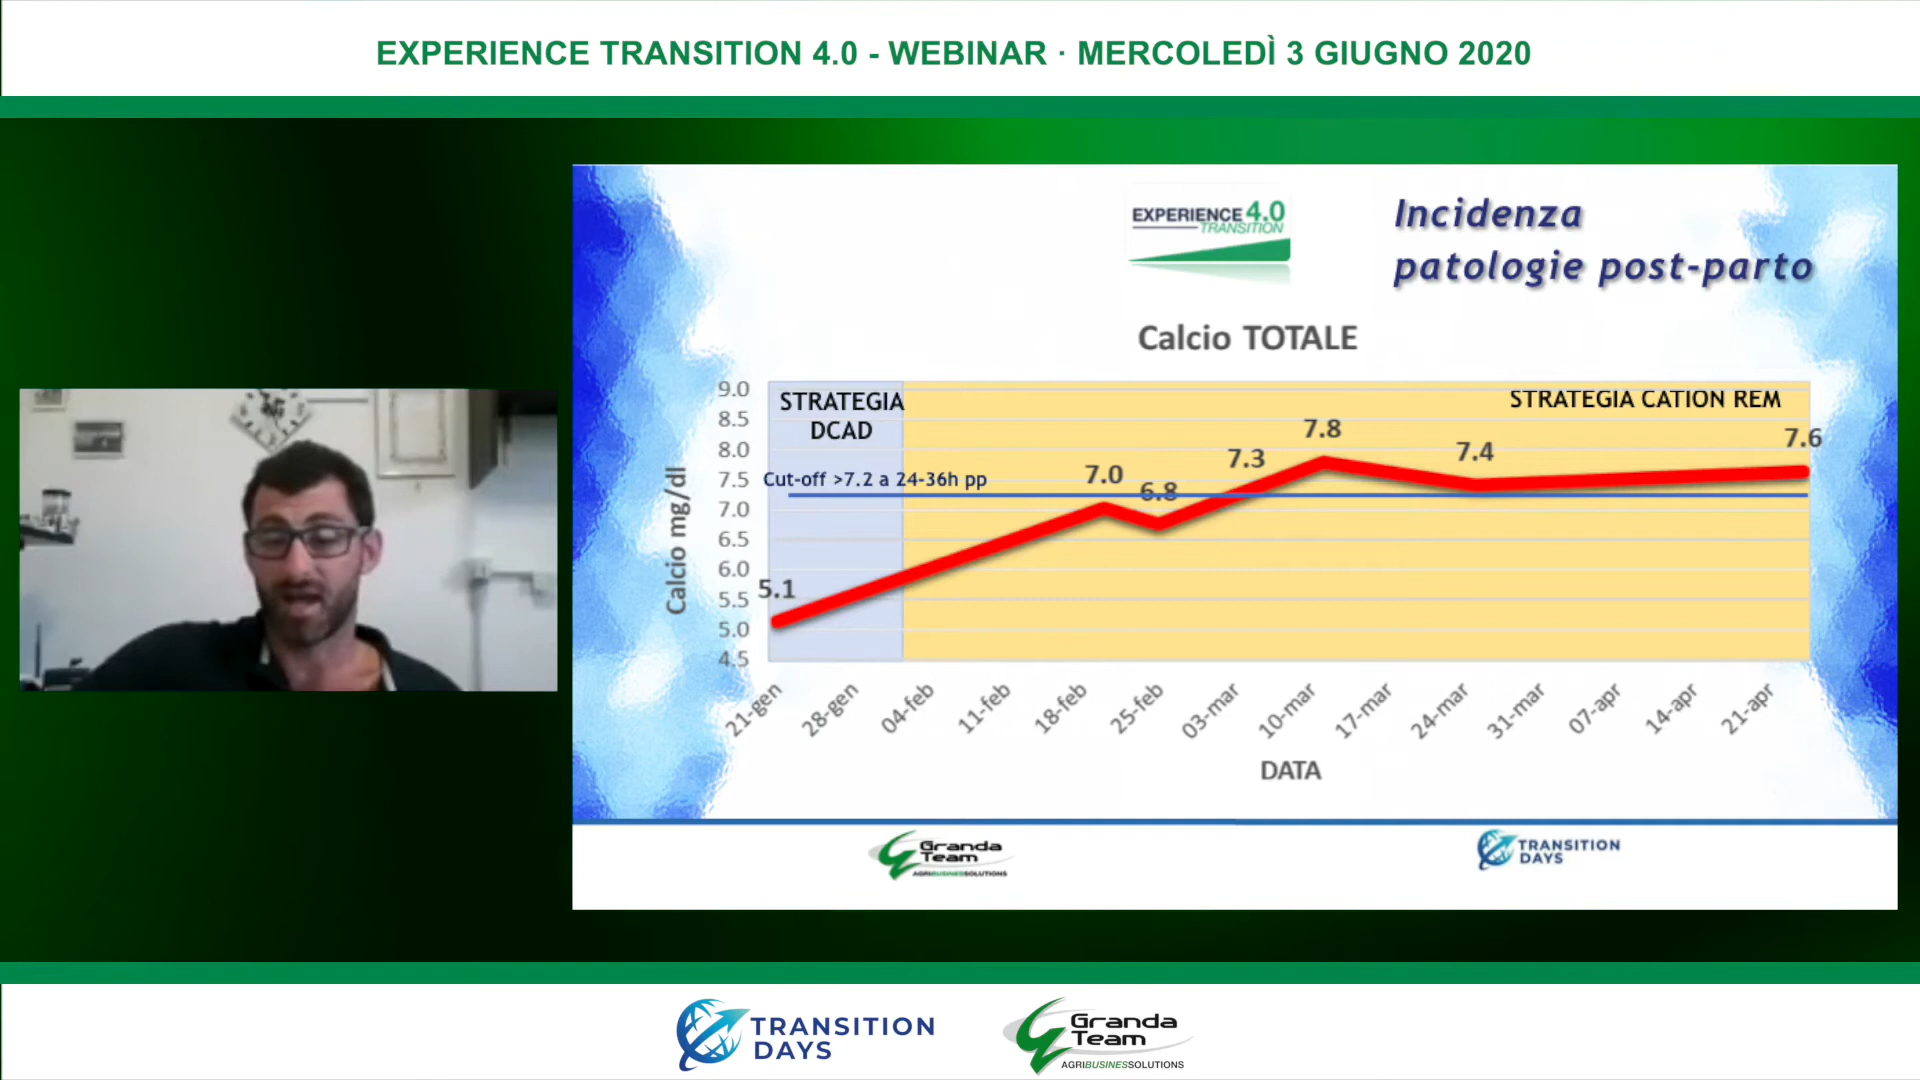 EXPERIENCE TRANSITION 4.0 - WEBINAR · MERCOLEDÌ 3 GIUGNO 2020
EXPERIENCE 4.0
TRANSITION
Incidenza
patologie post-parto
Calcio TOTALE
STRATEGIA
DCAD
STRATEGIA CATION REM
Cut-off >7.2 a 24-36h pp
Calcio mg/dl
9.0
8.5
8.0
7.5
7.0
6.5
6.0
5.5
5.0
4.5
5.1
7.0
6.8
7.3
7.8
7.4
7.6
21-gen
28-gen
04-feb
11-feb
18-feb
25-feb
03-mar
10-mar
17-mar
24-mar
31-mar
07-apr
14-apr
21-apr
DATA
Granda
Team
AGRIBUSINESSOLUTIONS
TRANSITION
DAYS
TRANSITION
DAYS
Granda
Team
AGRIBUSINESSOLUTIONS